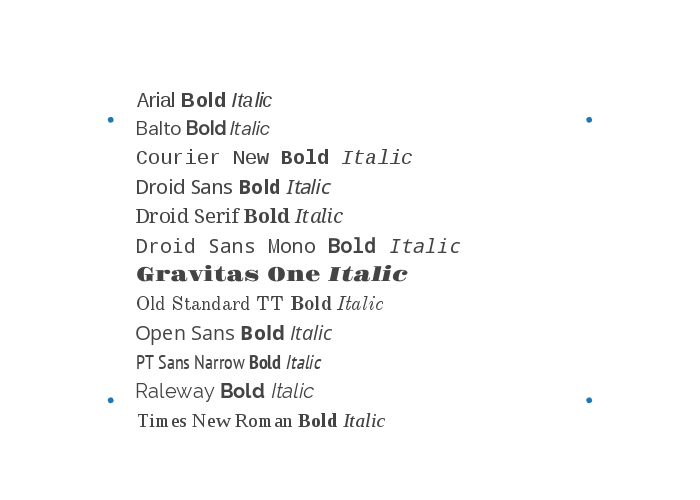 Arial Bold Italic
Balto Bold Italic
Courier New Bold Italic
Droid Sans Bold Italic
Droid Serif Bold Italic
Droid Sans Mono Bold Italic
Gravitas One Italic
Old Standard TT Bold Italic
Open Sans Bold Italic
PT Sans Narrow Bold Italic
Raleway Bold Italic
Times New Roman Bold Italic